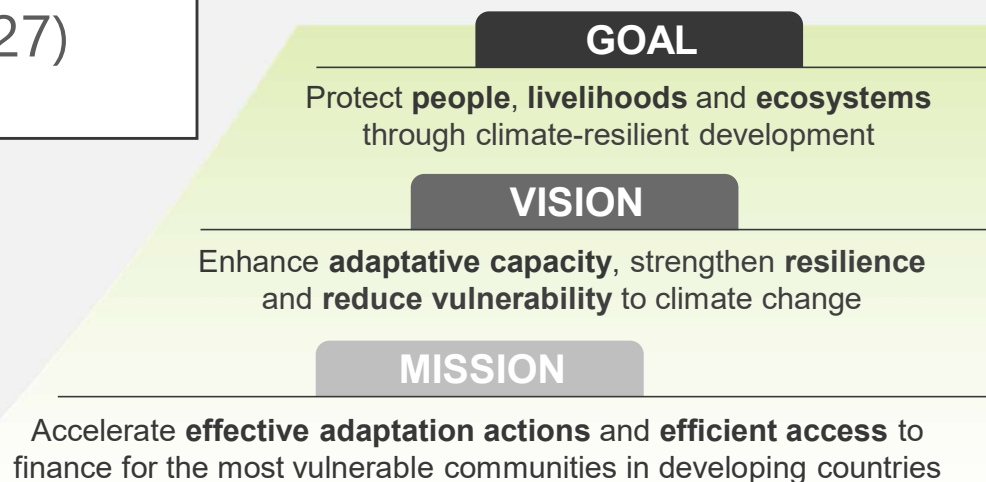 27)
GOAL
Protect people, livelihoods and ecosystems
through climate-resilient development
VISION
Enhance adaptative capacity, strengthen resilience
and reduce vulnerability to climate change
MISSION
Accelerate effective adaptation actions and efficient access to
finance for the most vulnerable communities in developing countries